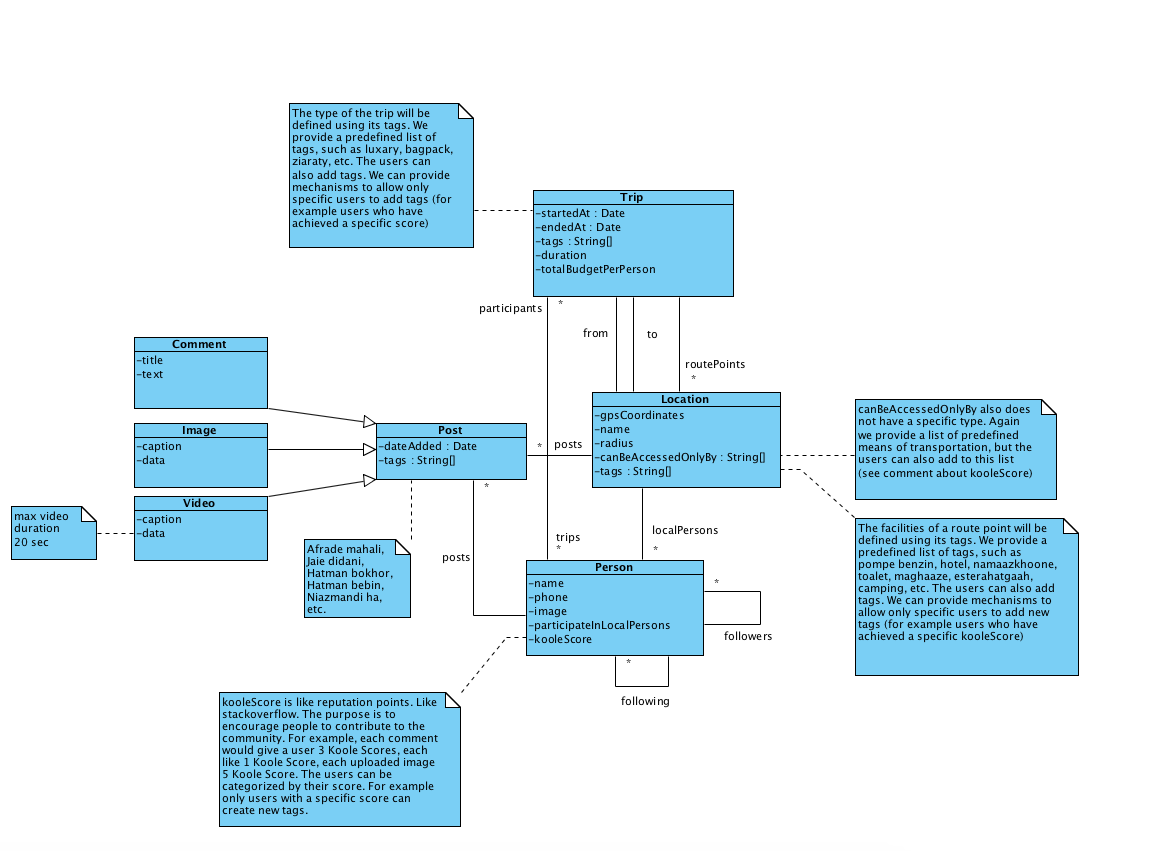 The type of the trip will be
defined using its tags. We
provide a predefined list of
tags, such as luxary, bagpack,
ziaraty, etc. The users can
also add tags. We can provide
mechanisms to allow only
specific users to add tags (for
example users who have
achieved a specific score)
Trip
-startedAt : Date
-endedAt : Date
-tags : String[]
-duration
-totalBudgetPerPerson
participants
*
from
to
routePoints
*
Comment
-title
-text
Image
-caption
-data
Video
-caption
-data
max video
duration
20 sec
Post
-dateAdded : Date
-tags : String[]
*
posts
*
Location
-gpsCoordinates
-name
-radius
-canBeAccessedOnlyBy : String[]
-tags : String[]
canBeAccessedOnlyBy also does
not have a specific type. Again
we provide a list of predefined
means of transportation, but the
users can also add to this list
(see comment about kooleScore)
The facilities of a route point will be
defined using its tags. We provide a
predefined list of tags, such as
pompe benzin, hotel, namaazkhoone,
toalet, maghaaze, esterahatgaah,
camping, etc. The users can also add
tags. We can provide mechanisms to
allow only specific users to add new
tags (for example users who have
achieved a specific kooleScore)
Afrade mahali,
Jaie didani,
Hatman bokhor,
Hatman bebin,
Niazmandi ha,
etc.
posts
trips
*
localPersons
*
Person
-name
-phone
-image
-participateInLocalPersons
-kooleScore
*
followers
*
following
kooleScore is like reputation points. Like
stackoverflow. The purpose is to
encourage people to contribute to the
community. For example, each comment
would give a user 3 Koole Scores, each
like 1 Koole Score, each uploaded image
5 Koole Score. The users can be
categorized by their score. For example
only users with a specific score can
create new tags.